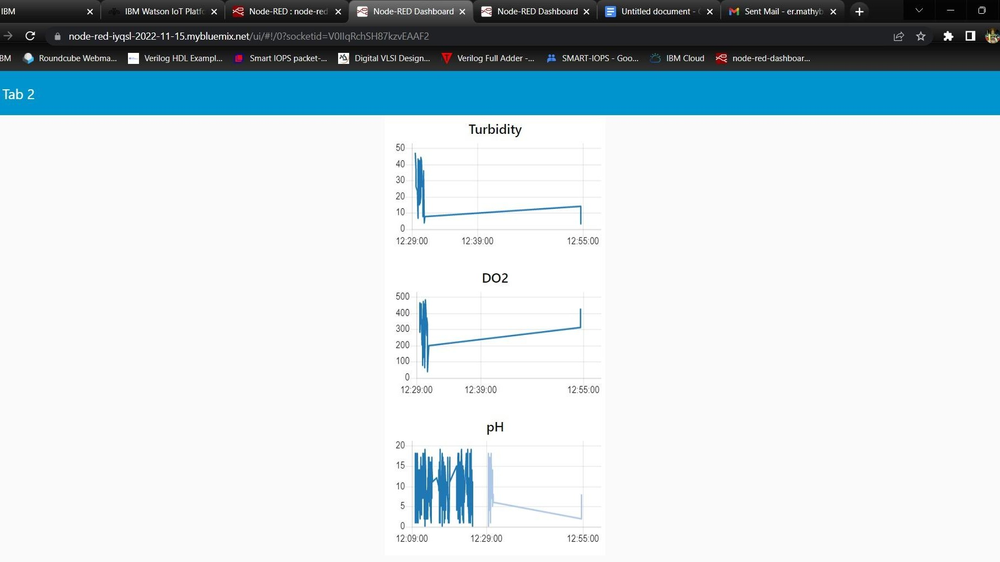 IBM
IBM Watson IoT Platfo
Node-RED : node-red
Node-RED Dashboard
Node-RED Dashboard
Untitled document -
Sent Mail - er.mathyb
node-red-iyqsl-2022-11-15.mybluemix.net/ui/#!/0?socketid=V0IIqRchSH87kzvEAAF2
BM
Roundcube Webma...
Verilog HDL Exampl...
Smart IOPS packet-...
Digital VLSI Design...
Verilog Full Adder -...
SMART-IOPS - Goo...
IBM Cloud
node-red-dashboar...
Tab 2
Turbidity
50
40
30
20
10
0
12:29:00 12:39:00 12:55:00
DO2
500
400
300
200
100
0
12:29:00 12:39:00 12:55:00
pH
20
15
10
5
0
12:09:00 12:29:00 12:55:00